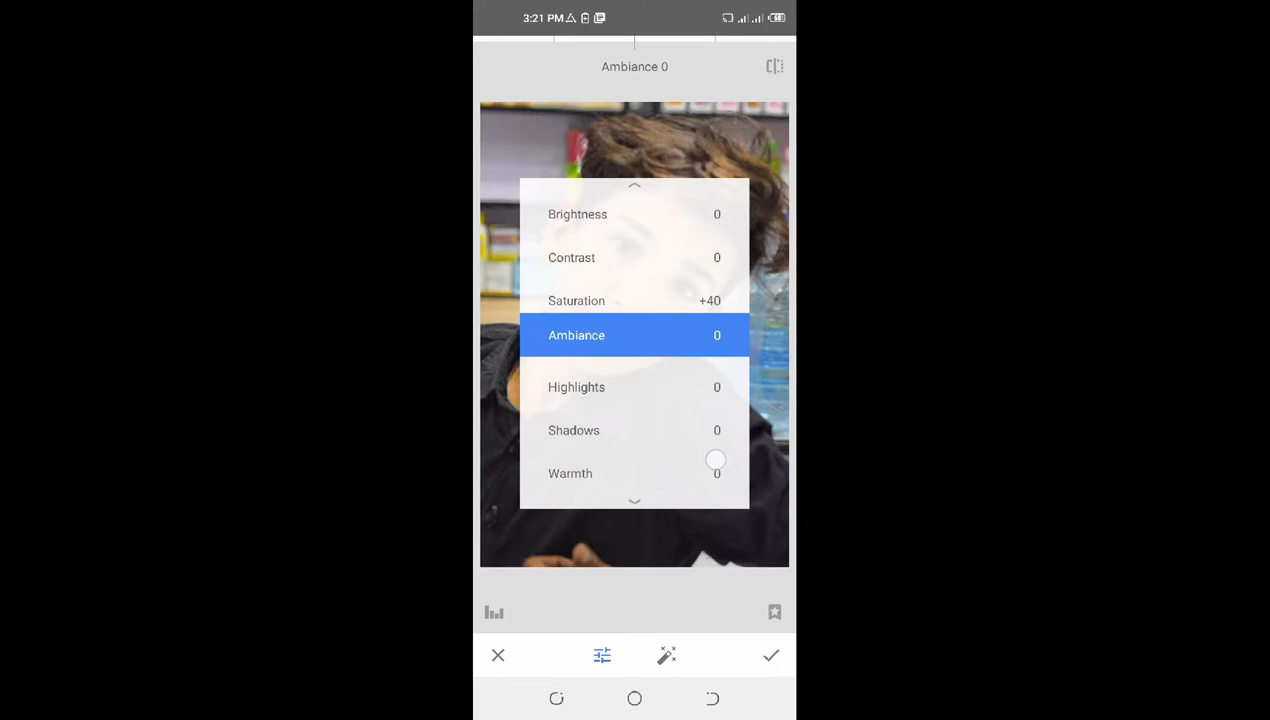 3:21 PM
Ambiance 0
Brightness 0
Contrast 0
Saturation +40
Ambiance 0
Highlights 0
Shadows 0
Warmth 0